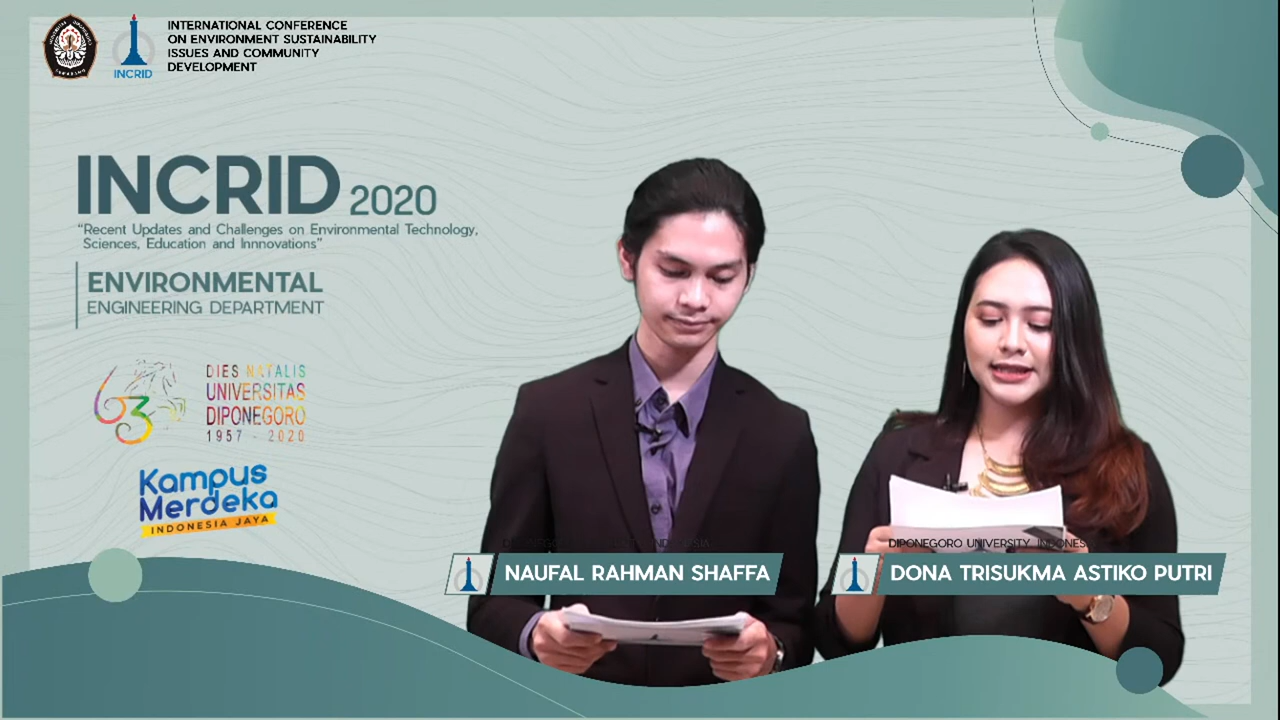 INTERNATIONAL CONFERENCE
ON ENVIRONMENT SUSTAINABILITY
ISSUES AND COMMUNITY
DEVELOPMENT
INCRID
INCRID 2020
“Recent Updates and Challenges on Environmental Technology,
Sciences, Education and Innnovations”
ENVIRONMENTAL
ENGINEERING DEPARTMENT
63
DIES NATALIS
UNIVERSITAS
DIPONEGORO
1957 - 2020
Kampus
Merdeka
INDONESIA JAYA
NAUFAL RAHMAN SHAFFA
DIPONEGORO UNIVERSITY,
DONA TRISUKMA ASTIKO PUTRI